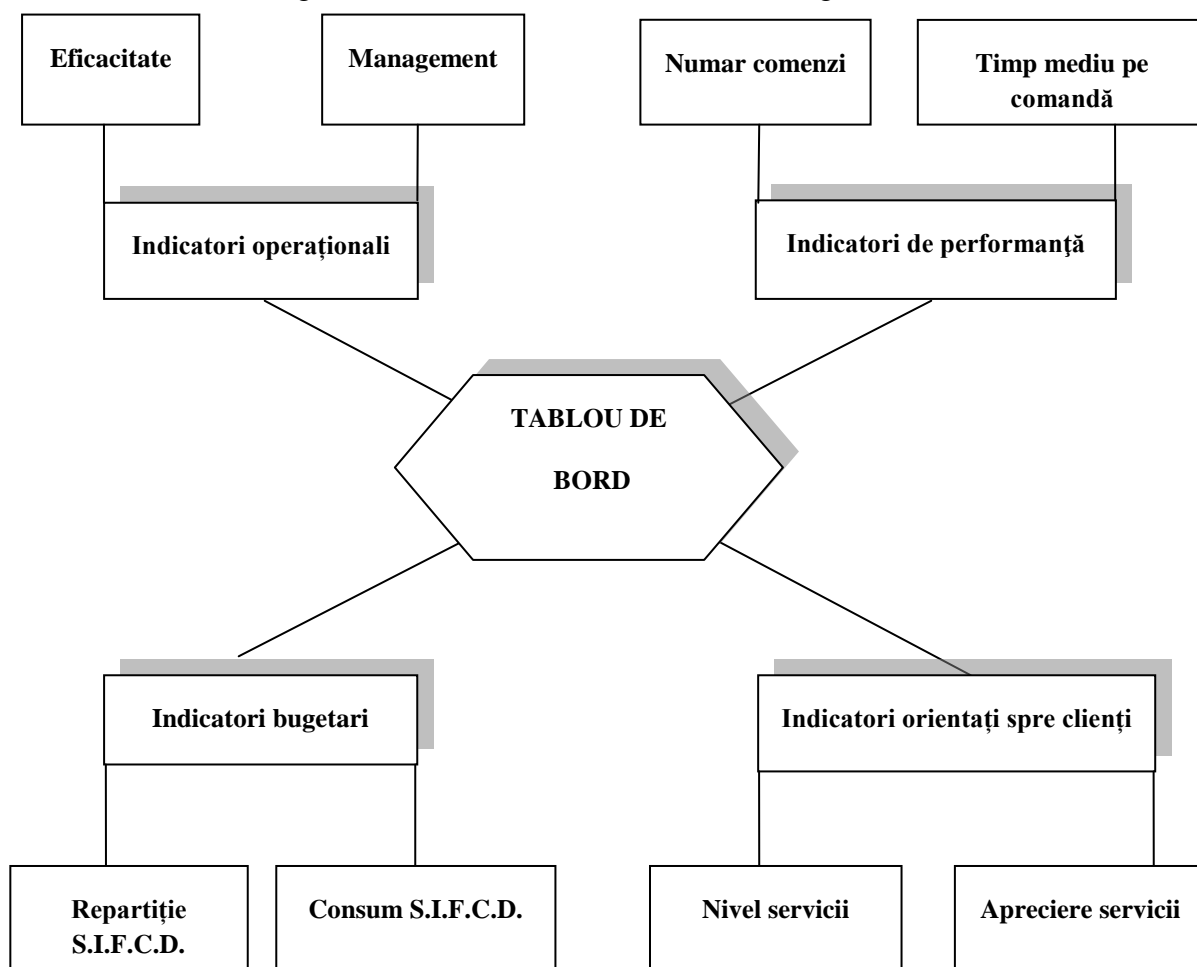 Eficacitate
Management
Numar comenzi
Timp mediu pe
comandă
Indicatori operaționali
Indicatori de performanţă
TABLOU DE
BORD
Indicatori bugetari
Indicatori orientați spre clienți
Repartiție
S.I.F.C.D.
Consum S.I.F.C.D.
Nivel servicii
Apreciere servicii